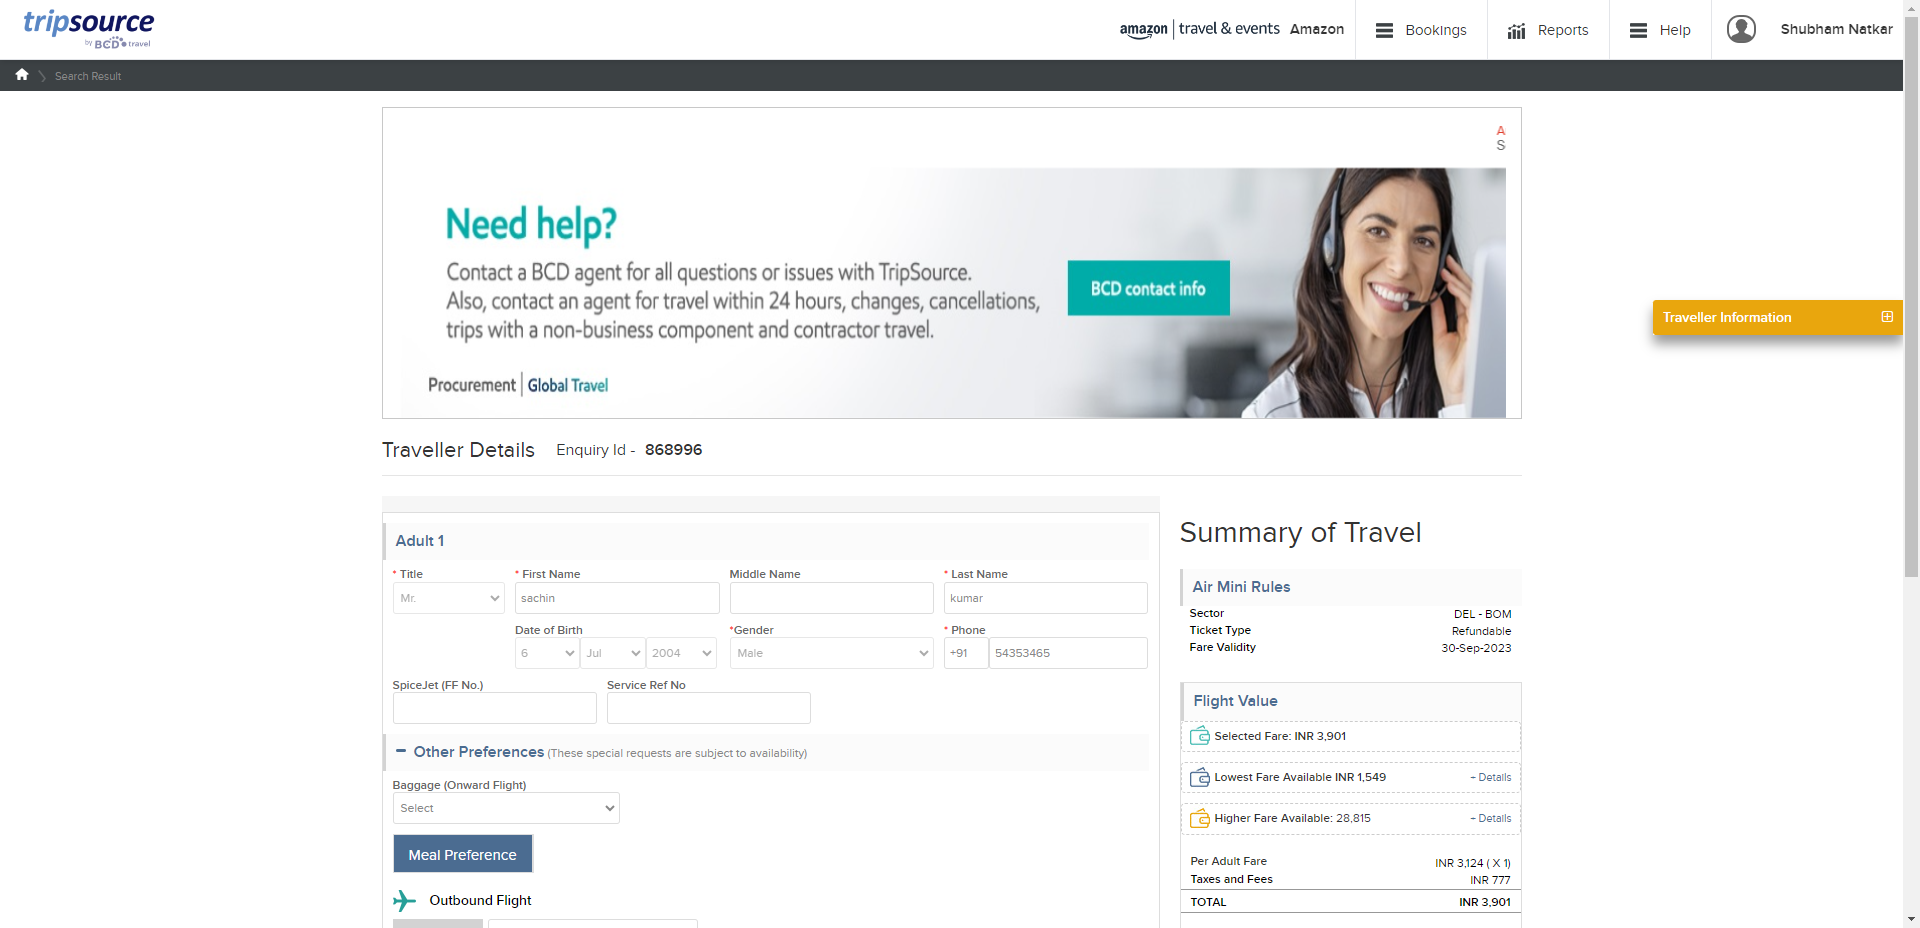 tripsource
by BCD travel
amazon | travel & events Amazon
Bookings
Reports
Help
Shubham Natkar
Search Result
A
S
Need help?
Contact a BCD agent for all questions or issues with TripSource.
Also, contact an agent for travel within 24 hours, changes, cancellations,
trips with a non-business component and contractor travel.
BCD contact info
Procurement | Global Travel
Traveller Information
Traveller Details Enquiry Id - 868996
Adult 1
* Title * First Name Middle Name * Last Name
Mr. sachin kumar
Date of Birth *Gender * Phone
6 Jul 2004 Male +91 54353465
SpiceJet (FF No.) Service Ref No
Other Preferences (These special requests are subject to availability)
Baggage (Onward Flight)
Select
Meal Preference
Outbound Flight
Summary of Travel
Air Mini Rules
Sector DEL - BOM
Ticket Type Refundable
Fare Validity 30-Sep-2023
Flight Value
Selected Fare: INR 3,901
Lowest Fare Available INR 1,549 + Details
Higher Fare Available: 28,815 + Details
Per Adult Fare INR 3,124 ( X 1)
Taxes and Fees INR 777
TOTAL INR 3,901